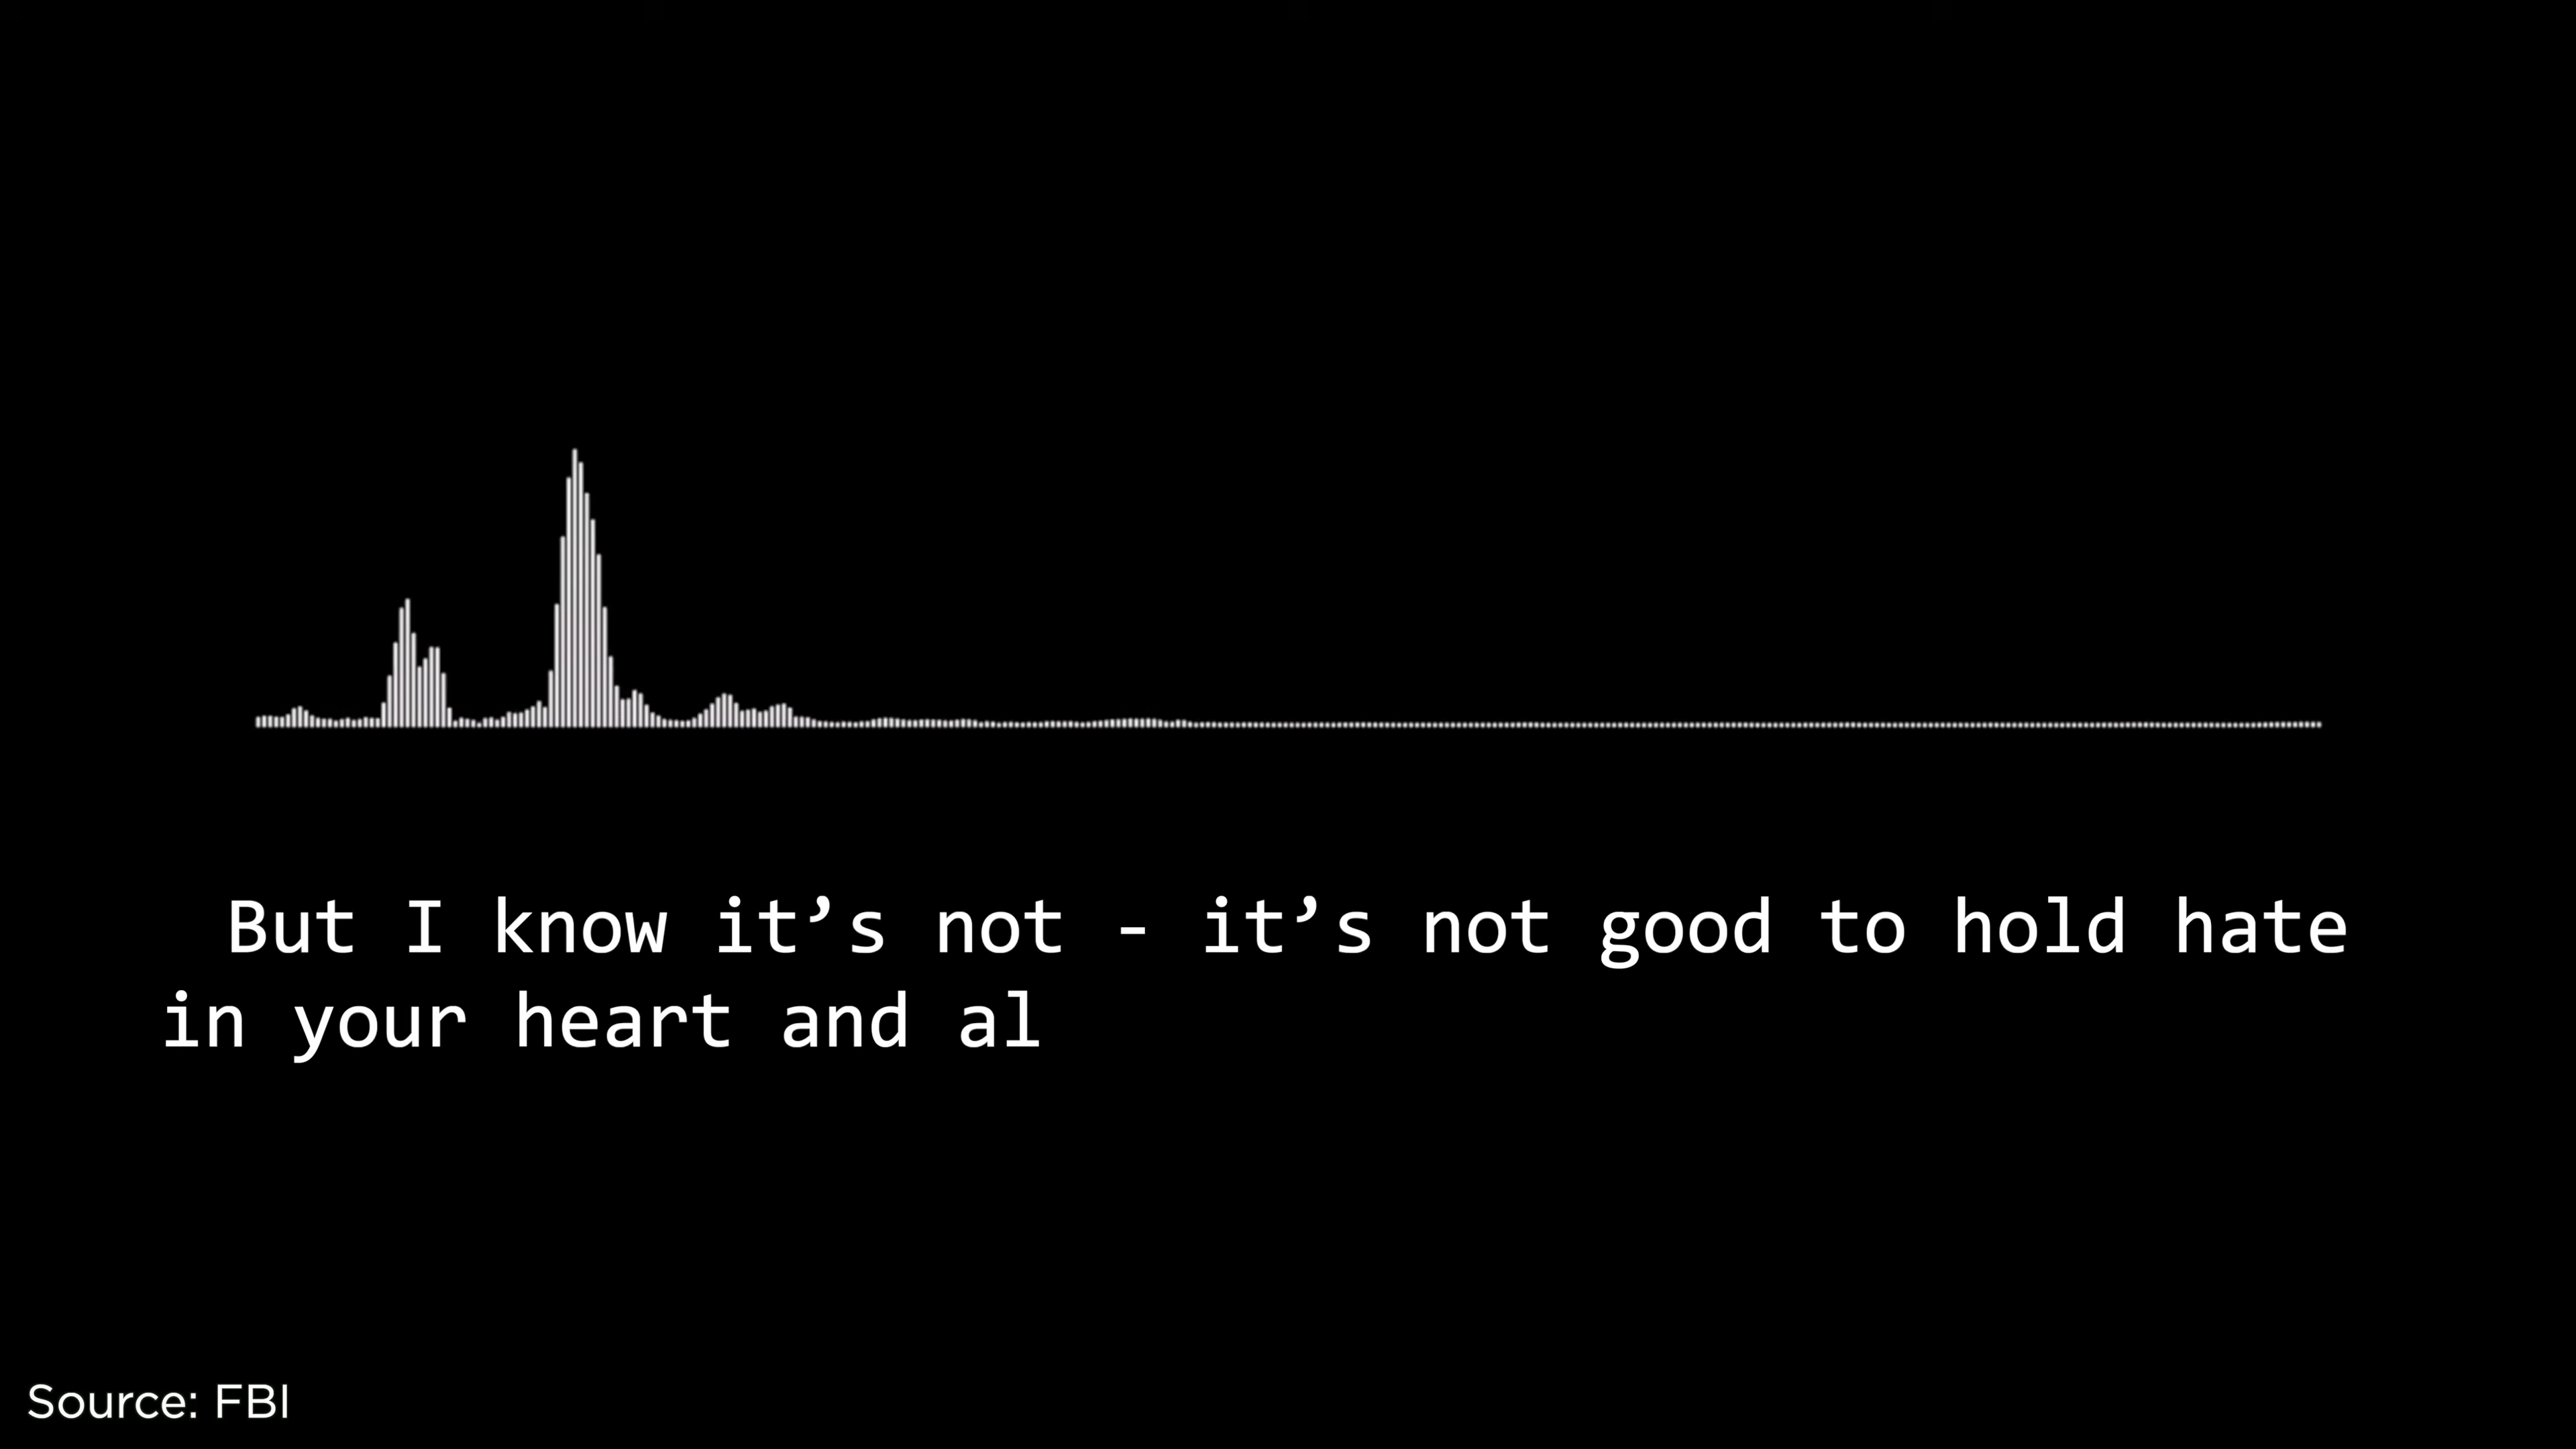 But I know it’s not - it’s not good to hold hate
in your heart and al
Source: FBI